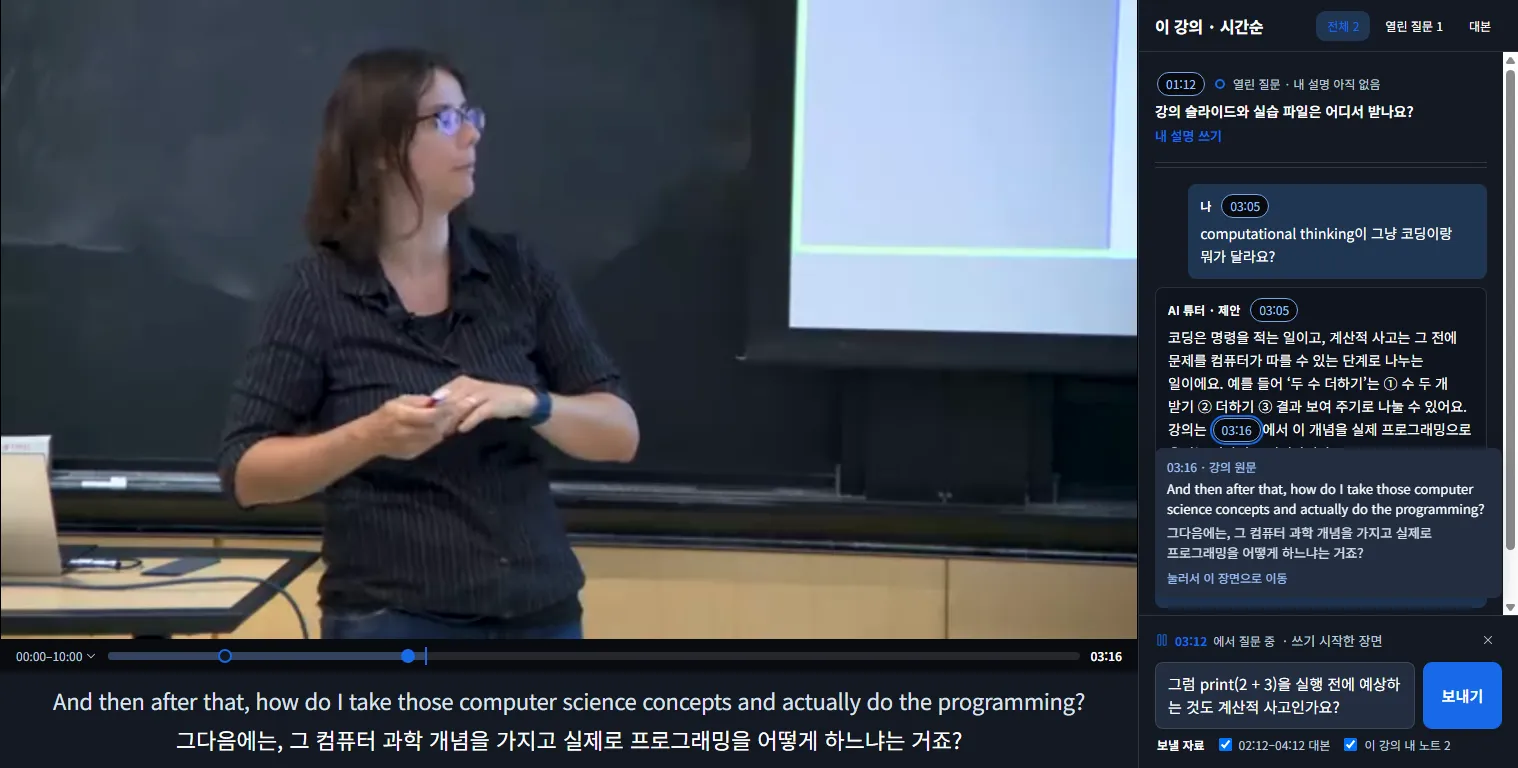 이 강의 · 시간순
전체 2
열린 질문 1
대본
01:12
열린 질문 · 내 설명 아직 없음
강의 슬라이드와 실습 파일은 어디서 받나요?
내 설명 쓰기
나 03:05
computational thinking이 그냥 코딩이랑
뭐가 달라요?
AI 튜터 · 제안 03:05
코딩은 명령을 적는 일이고, 계산적 사고는 그 전에
문제를 컴퓨터가 따를 수 있는 단계로 나누는
일이에요. 예를 들어 ‘두 수 더하기’는 ① 수 두 개
받기 ② 더하기 ③ 결과 보여 주기로 나눌 수 있어요.
강의는 03:16에서 이 개념을 실제 프로그래밍으로
03:16 · 강의 원문
And then after that, how do I take those computer
science concepts and actually do the programming?
그다음에는, 그 컴퓨터 과학 개념을 가지고 실제로
프로그래밍을 어떻게 하느냐는 거죠?
눌러서 이 장면으로 이동
00:00–10:00
03:16
And then after that, how do I take those computer science concepts and actually do the programming?
그다음에는, 그 컴퓨터 과학 개념을 가지고 실제로 프로그래밍을 어떻게 하느냐는 거죠?
03:12 에서 질문 중 · 쓰기 시작한 장면
그럼 print(2 + 3)을 실행 전에 예상하
는 것도 계산적 사고인가요?
보내기
보낼 자료
02:12–04:12 대본
이 강의 내 노트 2